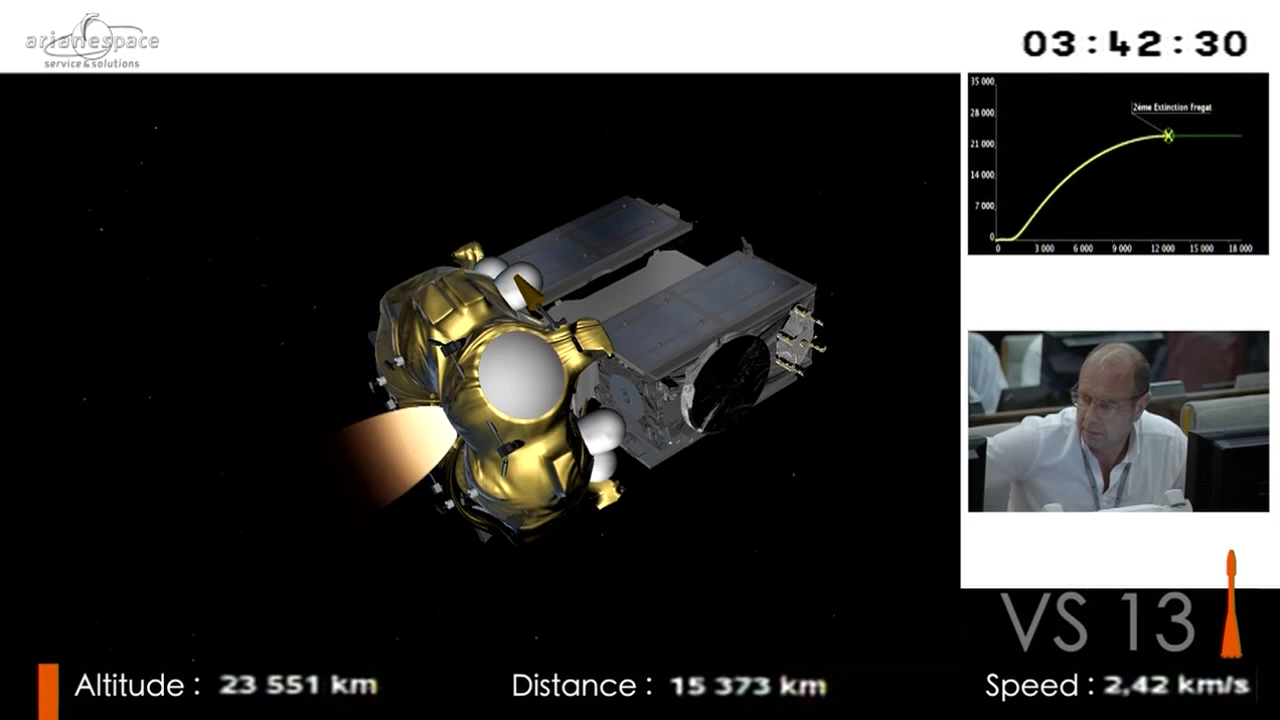 arianespace
service & solutions
03:42:30
35 000
2ème Extinction Fregat
28 000
21 000
14 000
7 000
0
0 3 000 6 000 9 000 12 000 15 000 18 000
VS 13
Altitude : 23 551 km Distance : 15 373 km Speed : 2,42 km/s